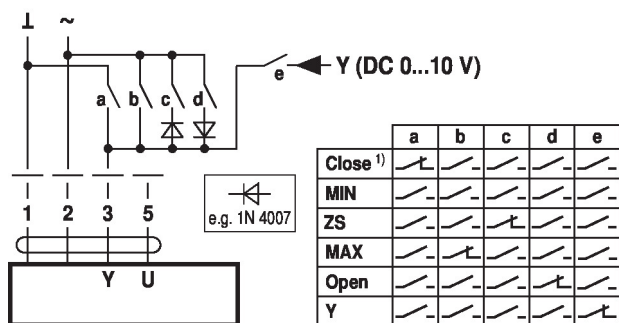 ⊥ ~
a b c d e Y (DC 0...10 V)
1 2 3 5
e.g. 1N 4007
Y U
a b c d e
Close 1)
MIN
ZS
MAX
Open
Y